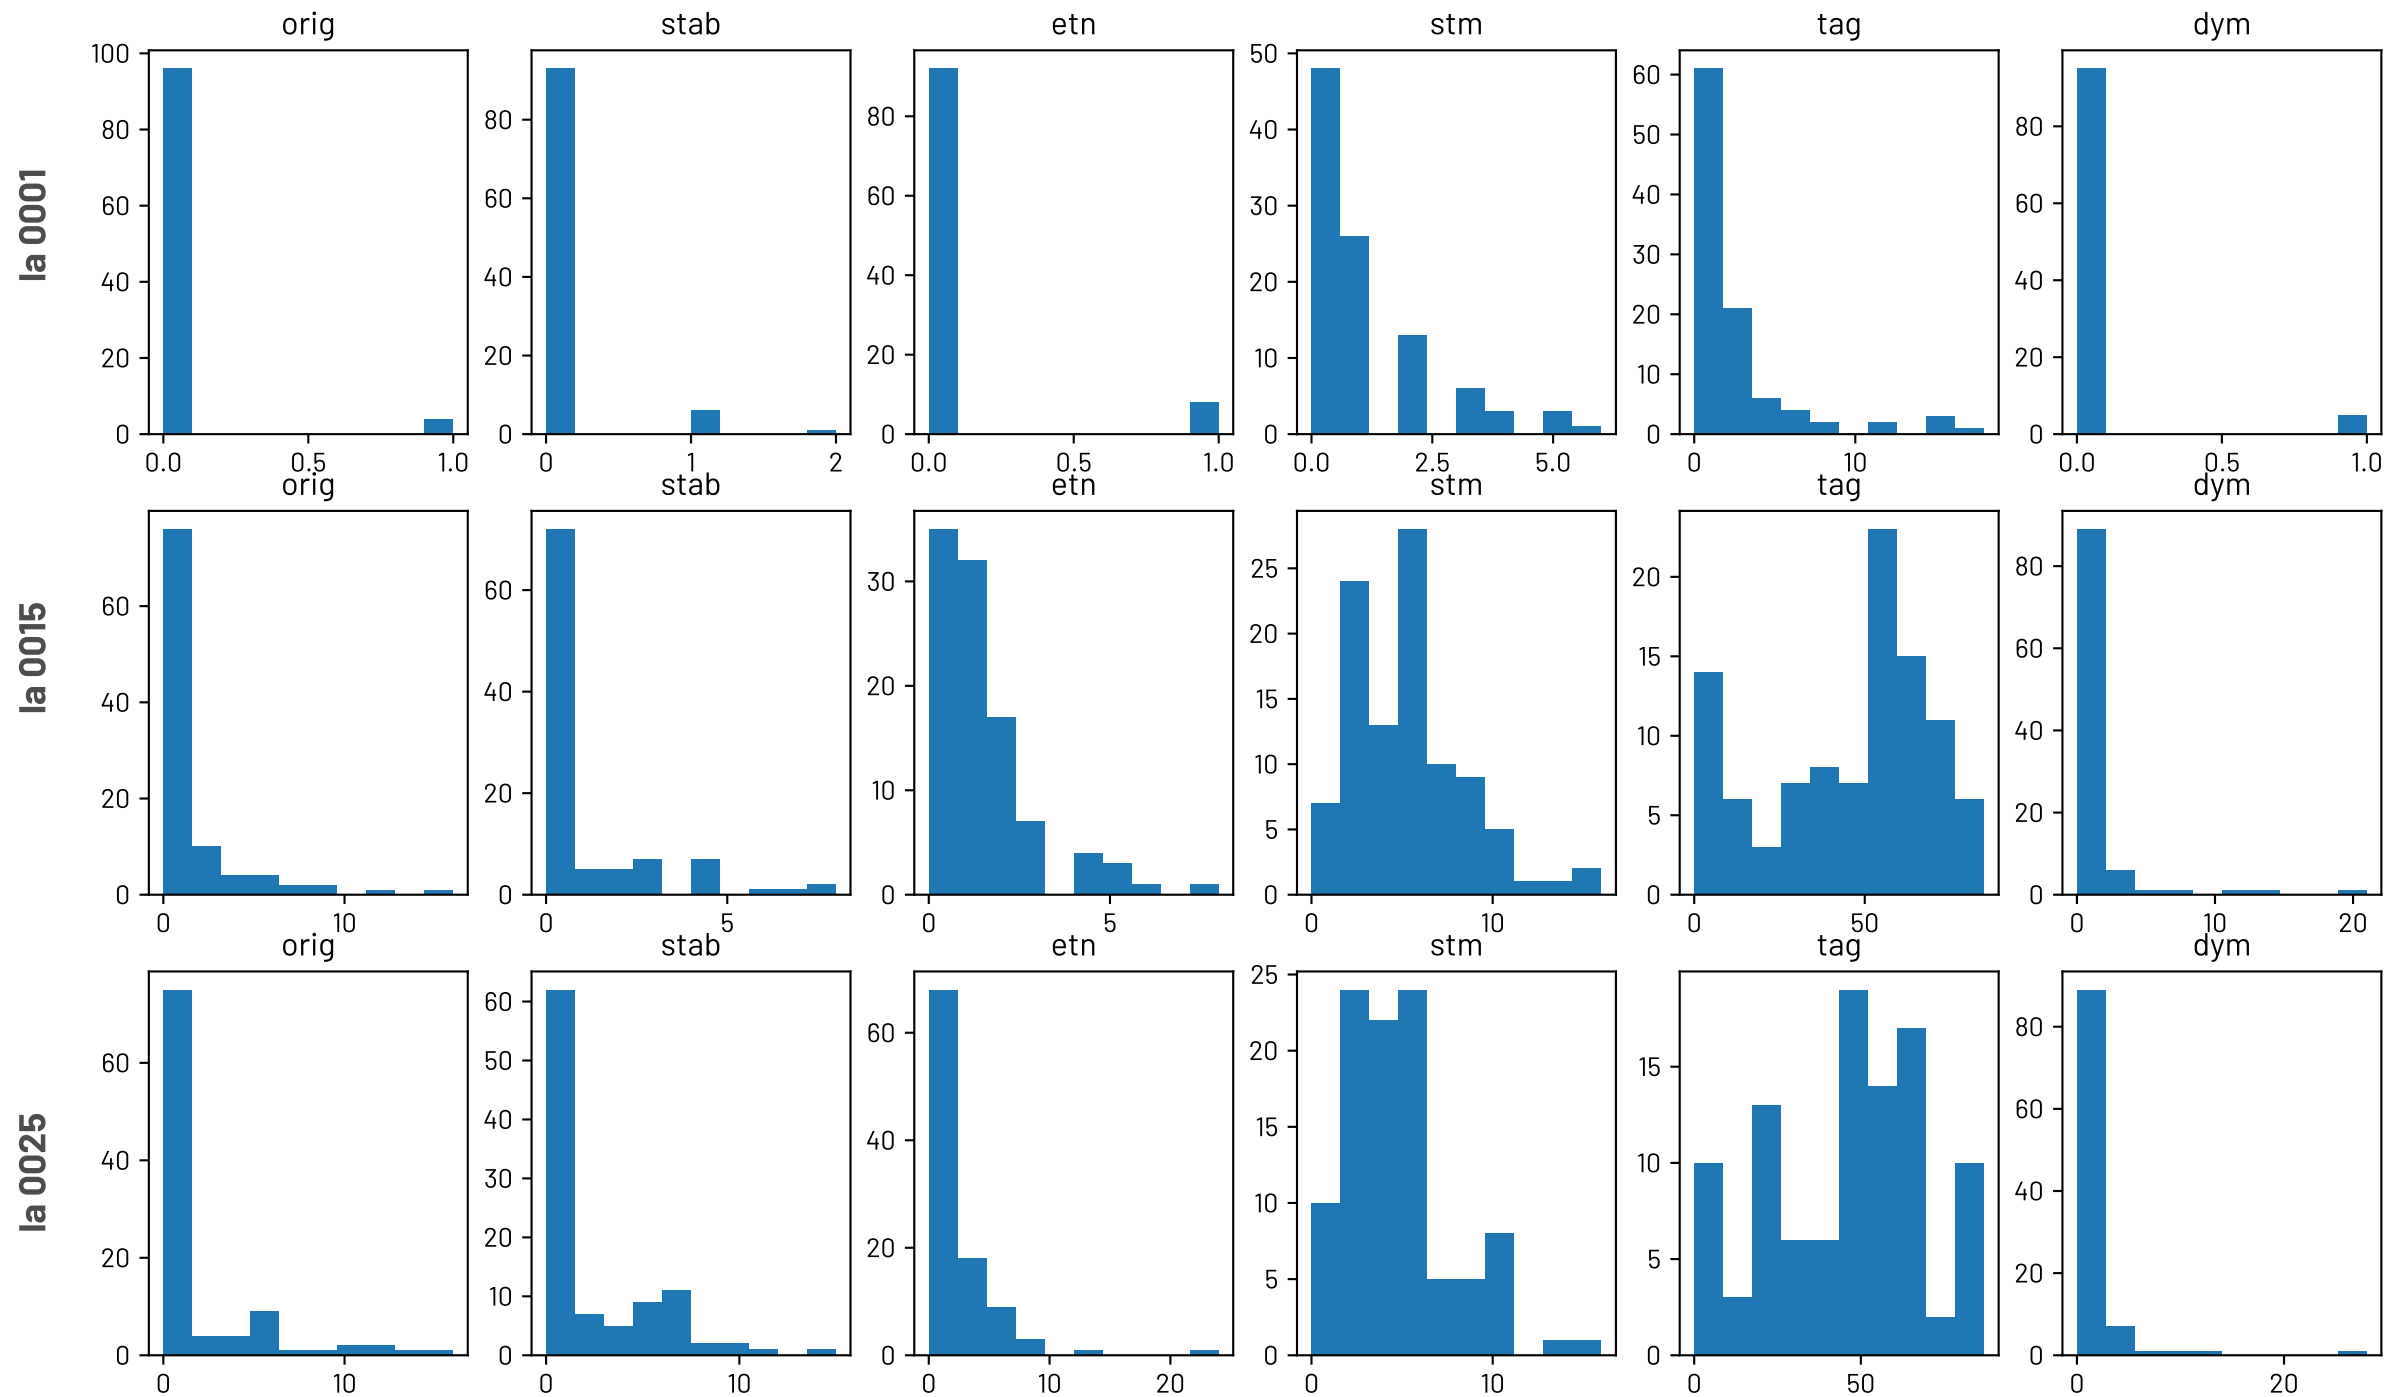 orig stab etn stm tag dym
la 0001
100 80 60 40 20 0
80 60 40 20 0
80 60 40 20 0
50 40 30 20 10 0
60 50 40 30 20 10 0
80 60 40 20 0
0.0 0.5 1.0 0 1 2 0.0 0.5 1.0 0.0 2.5 5.0 0 10 0.0 0.5 1.0
orig stab etn stm tag dym
la 0015
60 40 20 0
60 40 20 0
30 20 10 0
25 20 15 10 5 0
20 15 10 5 0
80 60 40 20 0
0 10 0 5 0 5 0 10 0 50 0 10 20
orig stab etn stm tag dym
la 0025
60 40 20 0
60 50 40 30 20 10 0
60 40 20 0
25 20 15 10 5 0
15 10 5 0
80 60 40 20 0
0 10 0 10 0 10 20 0 10 0 50 0 20